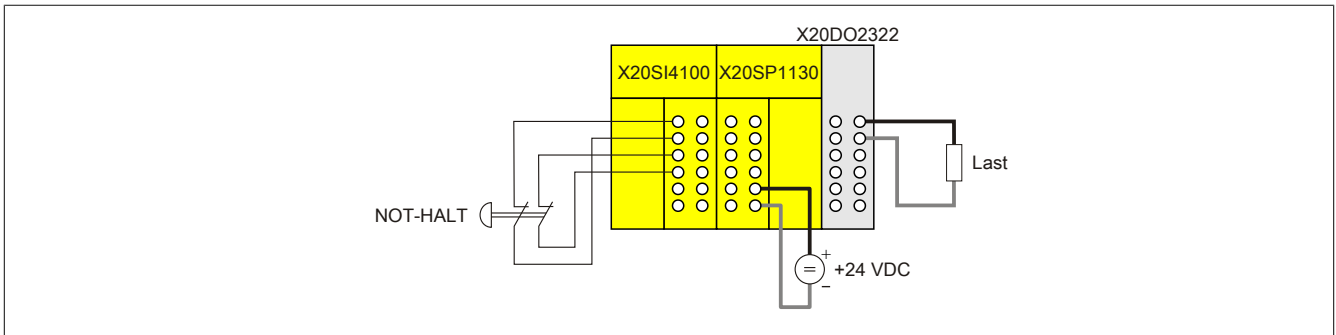 X20DO2322
X20SI4100
X20SP1130
Last
NOT-HALT
+
+24 VDC
−